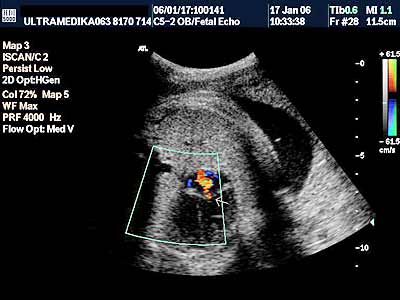 ULTRAMEDIKA063 8170 714 06/01/17:100141 17 Jan 06 TIb0.6 MI 1.1
C5-2 OB/Fetal Echo 10:33:38 Fr #28 11.5cm
Map 3
ISCAN/C 2
Persist Low
2D Opt:HGen
Col 72% Map 5
WF Max
PRF 4000 Hz
Flow Opt: Med V
ATL
0
+ 61.5
- 61.5
cm/s
5
10